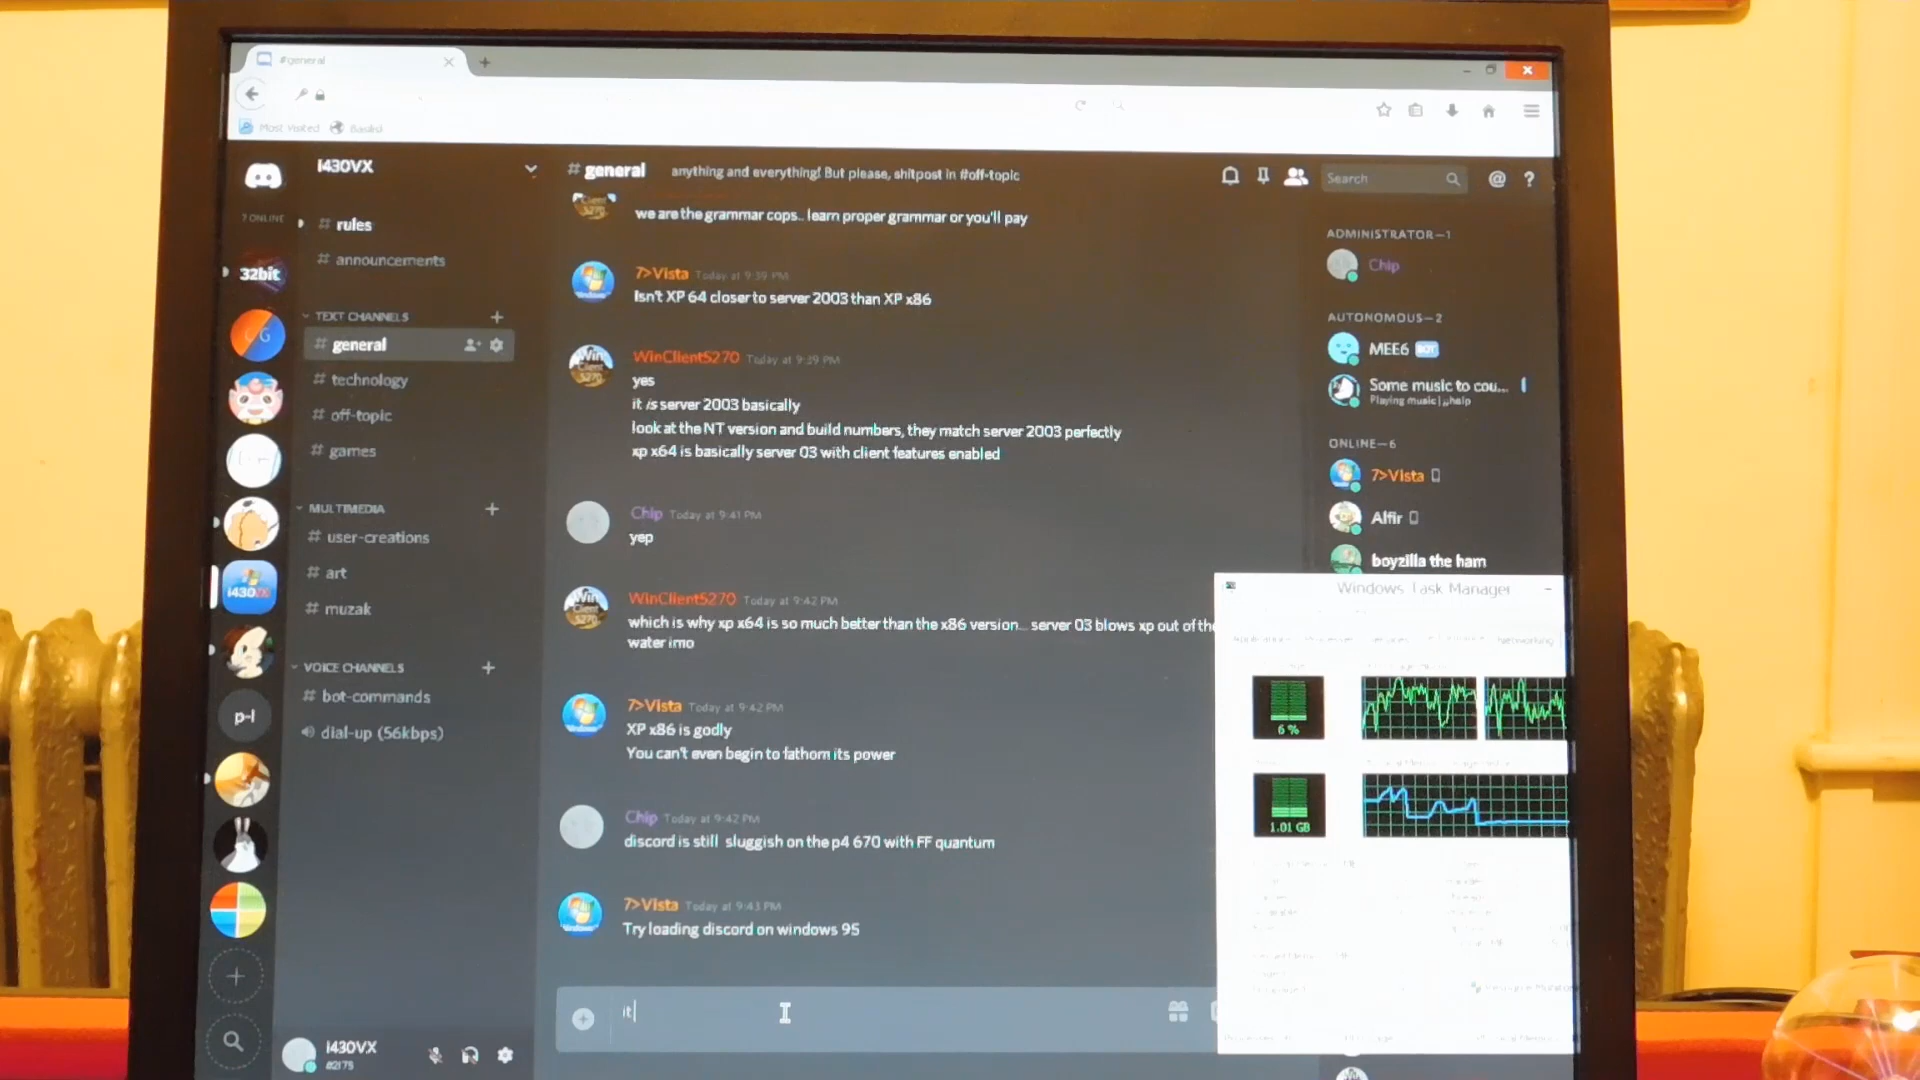 #general
Most Visited
Basilisk
7 ONLINE
32bit
p-l
i430VX
rules
announcements
TEXT CHANNELS
general
technology
off-topic
games
MULTIMEDIA
user-creations
art
muzak
VOICE CHANNELS
bot-commands
dial-up (56kbps)
i430VX
#2175
# general anything and everything! But please, shitpost in #off-topic
Search
@ ?
we are the grammar cops.. learn proper grammar or you'll pay
7>Vista Today at 9:39 PM
Isn't XP 64 closer to server 2003 than XP x86
WinClient5270 Today at 9:39 PM
yes
it is server 2003 basically
look at the NT version and build numbers, they match server 2003 perfectly
xp x64 is basically server 03 with client features enabled
Chip Today at 9:41 PM
yep
WinClient5270 Today at 9:42 PM
which is why xp x64 is so much better than the x86 version... server 03 blows xp out of the
water imo
7>Vista Today at 9:42 PM
XP x86 is godly
You can't even begin to fathom its power
Chip Today at 9:42 PM
discord is still sluggish on the p4 670 with FF quantum
7>Vista Today at 9:43 PM
Try loading discord on windows 95
it
ADMINISTRATOR—1
Chip
AUTONOMOUS—2
MEE6 BOT
Some music to cou...
Playing music | ;;help
ONLINE—6
7>Vista
Alfir
boyzilla the ham
Windows Task Manager
Networking
6 %
1.01 GB